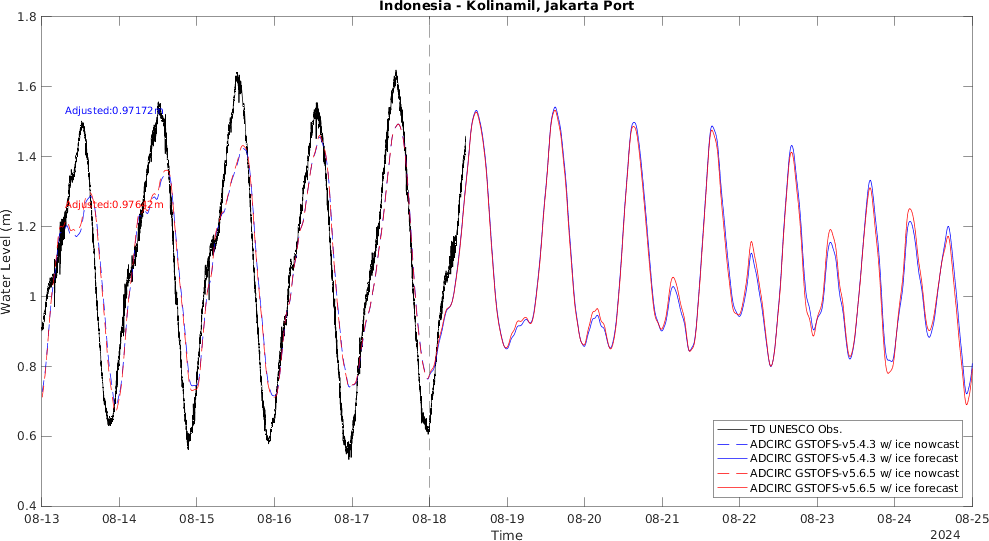 Indonesia - Kolinamil, Jakarta Port
1.8
1.6
1.4
1.2
1
0.8
0.6
0.4
Water Level (m)
Adjusted:0.97172m
Adjusted:0.97642m
TD UNESCO Obs.
ADCIRC GSTOFS-v5.4.3 w/ ice nowcast
ADCIRC GSTOFS-v5.4.3 w/ ice forecast
ADCIRC GSTOFS-v5.6.5 w/ ice nowcast
ADCIRC GSTOFS-v5.6.5 w/ ice forecast
08-13 08-14 08-15 08-16 08-17 08-18 08-19 08-20 08-21 08-22 08-23 08-24 08-25
Time
2024